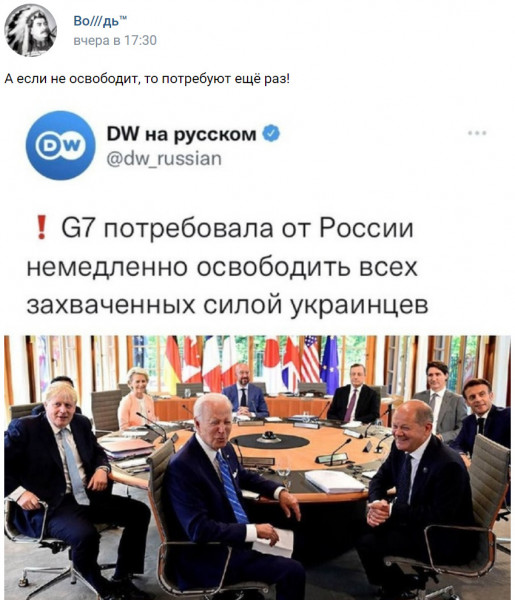 Во///дь™
вчера в 17:30
А если не освободит, то потребуют ещё раз!
DW
DW на русском
@dw_russian
❗ G7 потребовала от России
немедленно освободить всех
захваченных силой украинцев